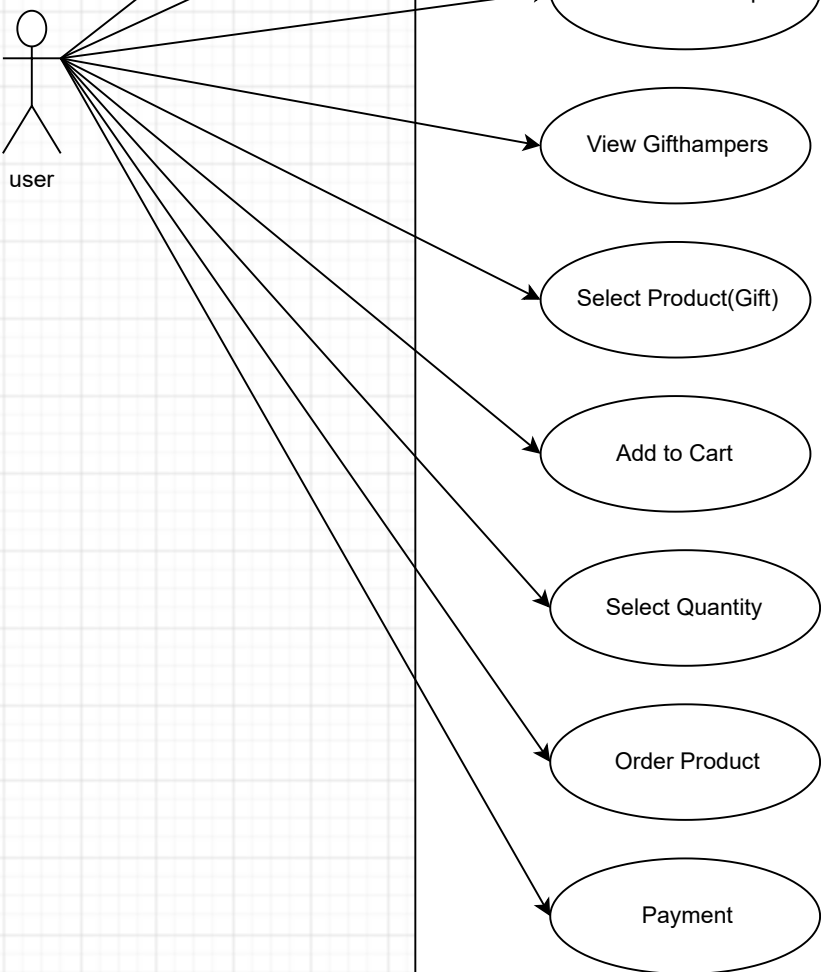 View Gifthampers
user
Select Product(Gift)
Add to Cart
Select Quantity
Order Product
Payment